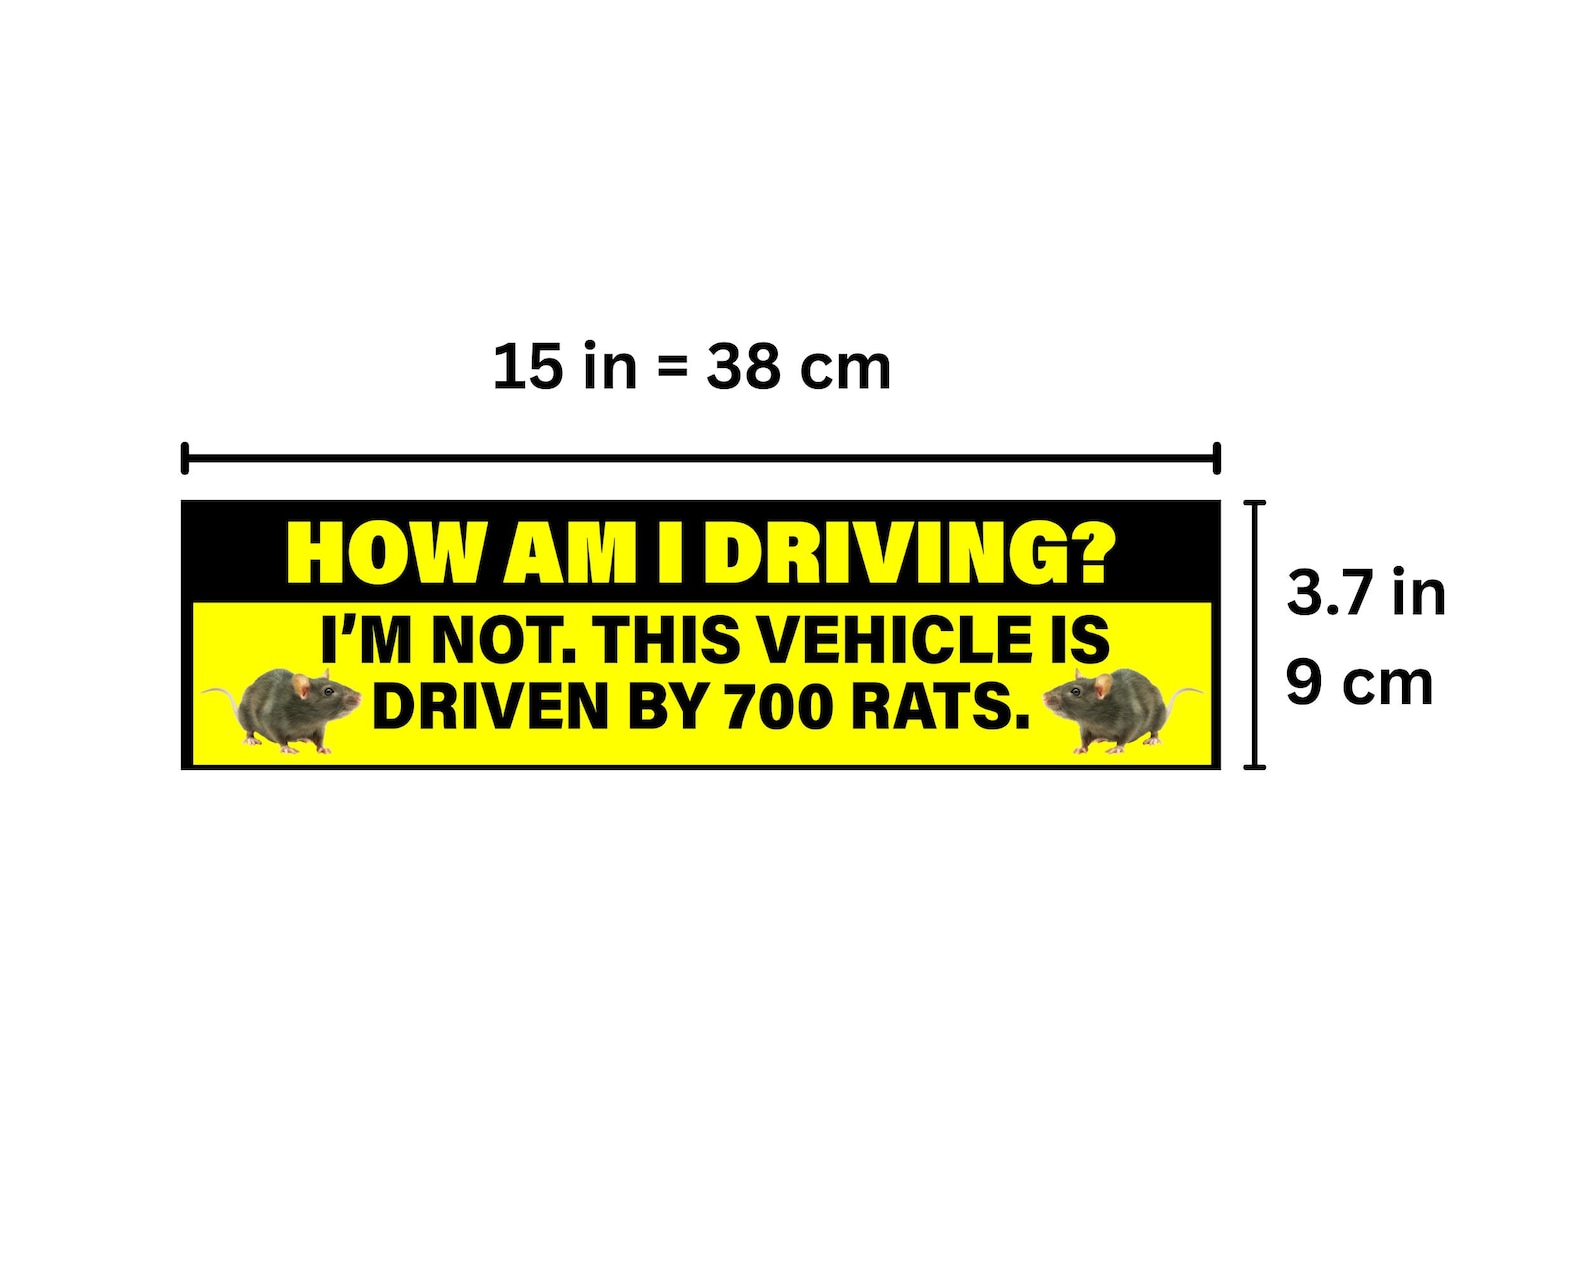 15 in = 38 cm
HOW AM I DRIVING?
I’M NOT. THIS VEHICLE IS
DRIVEN BY 700 RATS.
3.7 in
9 cm